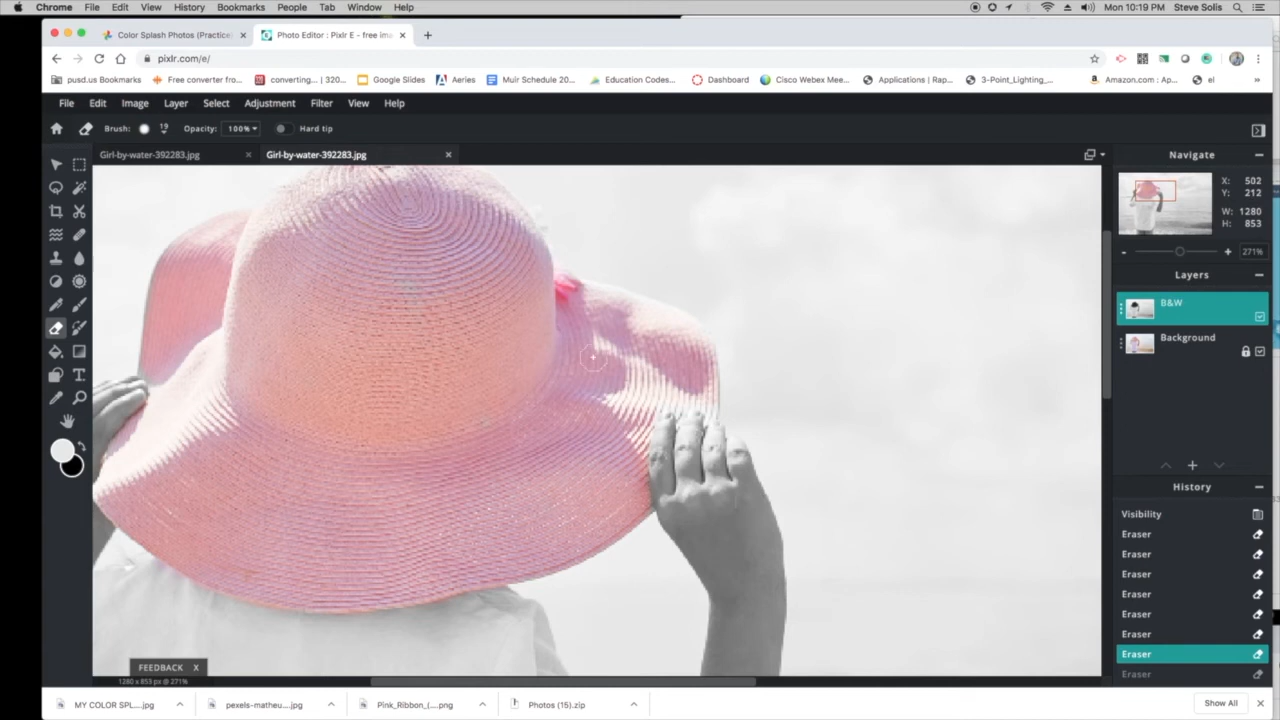 Chrome File Edit View History Bookmarks People Tab Window Help Mon 10:19 PM Steve Solis
Color Splash Photos (Practice) Photo Editor : Pixlr E - free ima
pixlr.com/e/
pusd.us Bookmarks Free converter fro... converting... | 320... Google Slides Aeries Muir Schedule 20... Education Codes... Dashboard Cisco Webex Mee... Applications | Rap... 3-Point_Lighting_... Amazon.com : Ap... el
File Edit Image Layer Select Adjustment Filter View Help
Brush: 19 Opacity: 100% Hard tip
Girl-by-water-392283.jpg Girl-by-water-392283.jpg
Navigate
X: 502
Y: 212
W: 1280
H: 853
271%
Layers
B&W
Background
History
Visibility
Eraser
Eraser
Eraser
Eraser
Eraser
Eraser
Eraser
Eraser
FEEDBACK X
1280 x 853 px @ 271%
MY COLOR SPL....jpg pexels-matheu....jpg Pink_Ribbon_(....png Photos (15).zip Show All